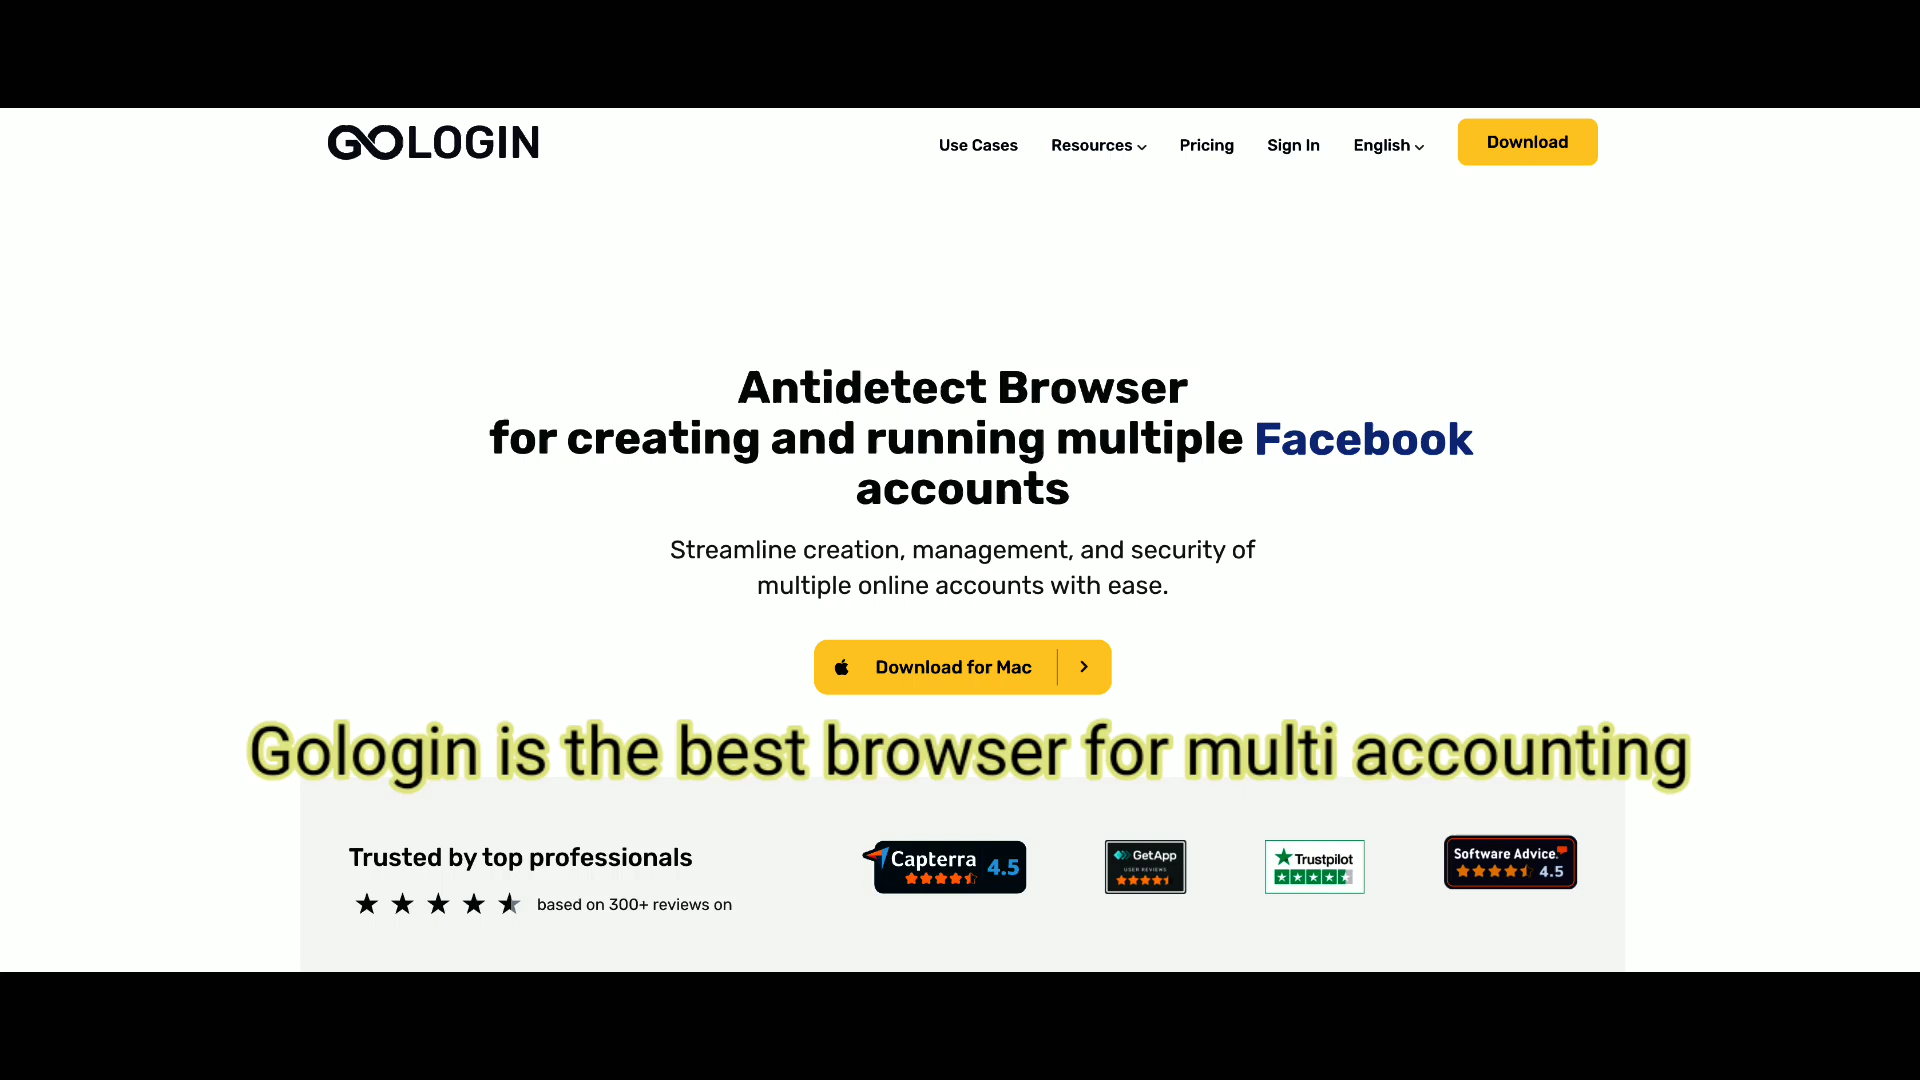 GOLOGIN
Use Cases Resources Pricing Sign In English Download
Antidetect Browser
for creating and running multiple Facebook
accounts
Streamline creation, management, and security of
multiple online accounts with ease.
Download for Mac
Gologin is the best browser for multi accounting
Trusted by top professionals
based on 300+ reviews on
Capterra 4.5
GetApp
USER REVIEWS
Trustpilot
Software Advice.
4.5